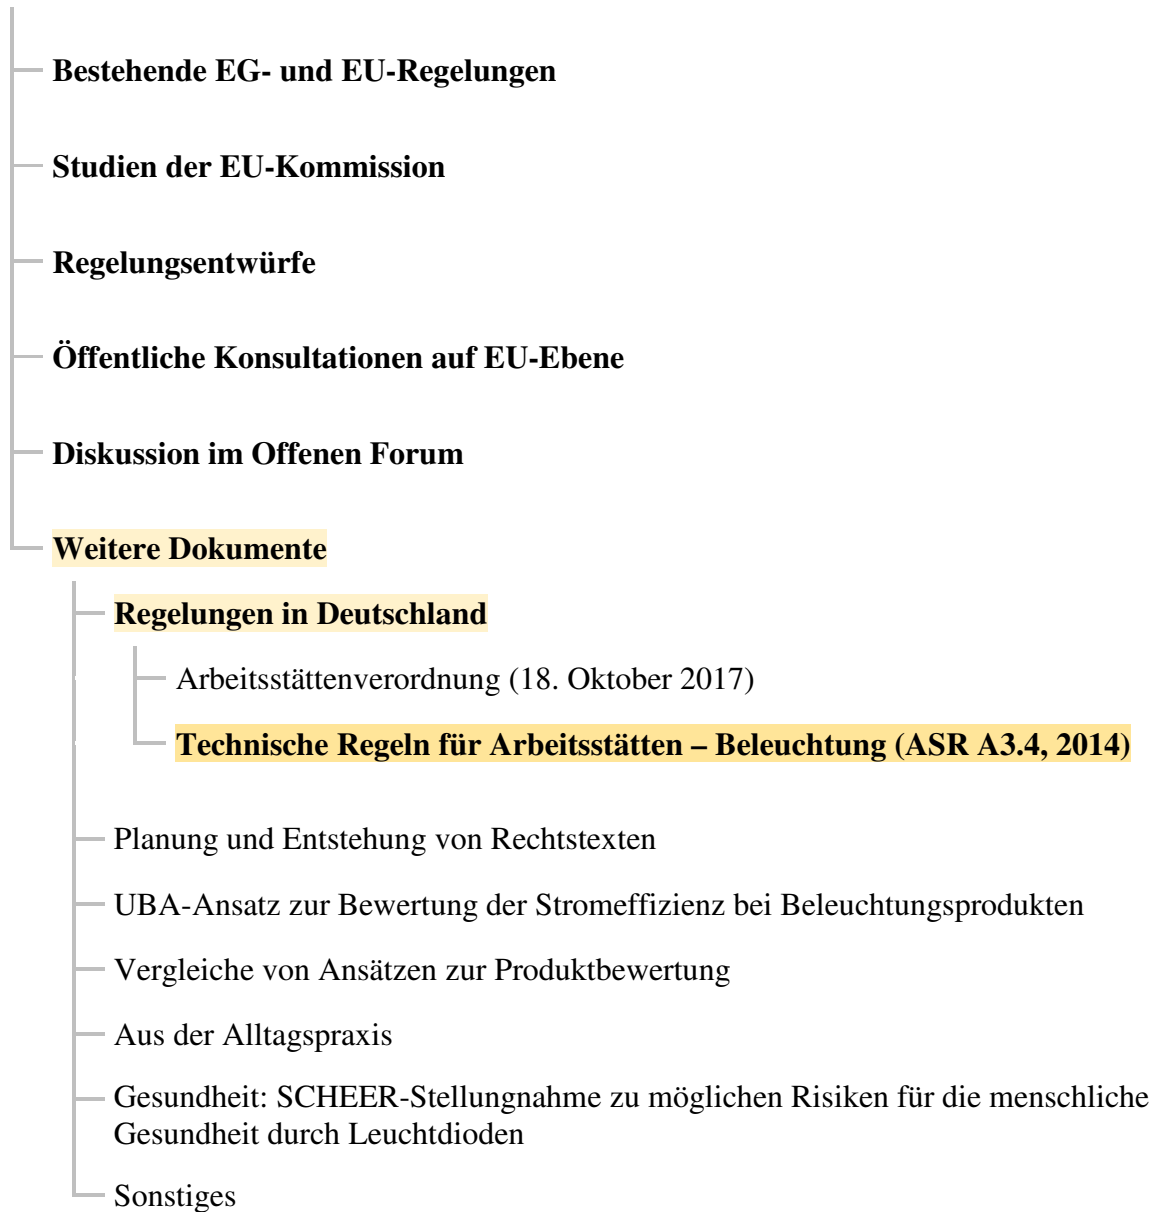 Bestehende EG- und EU-Regelungen
Studien der EU-Kommission
Regelungsentwürfe
Öffentliche Konsultationen auf EU-Ebene
Diskussion im Offenen Forum
Weitere Dokumente
Regelungen in Deutschland
Arbeitsstättenverordnung (18. Oktober 2017)
Technische Regeln für Arbeitsstätten – Beleuchtung (ASR A3.4, 2014)
Planung und Entstehung von Rechtstexten
UBA-Ansatz zur Bewertung der Stromeffizienz bei Beleuchtungsprodukten
Vergleiche von Ansätzen zur Produktbewertung
Aus der Alltagspraxis
Gesundheit: SCHEER-Stellungnahme zu möglichen Risiken für die menschliche
Gesundheit durch Leuchtdioden
Sonstiges